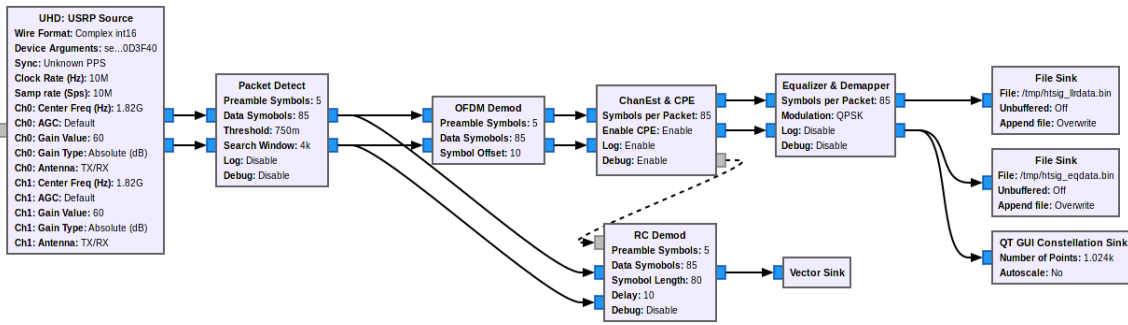 UHD: USRP Source
Wire Format: Complex int16
Device Arguments: se...0D3F40
Sync: Unknown PPS
Clock Rate (Hz): 10M
Samp rate (Sps): 10M
Ch0: Center Freq (Hz): 1.82G
Ch0: AGC: Default
Ch0: Gain Value: 60
Ch0: Gain Type: Absolute (dB)
Ch0: Antenna: TX/RX
Ch1: Center Freq (Hz): 1.82G
Ch1: AGC: Default
Ch1: Gain Value: 60
Ch1: Gain Type: Absolute (dB)
Ch1: Antenna: TX/RX
Packet Detect
Preamble Symbols: 5
Data Symobols: 85
Threshold: 750m
Search Window: 4k
Log: Disable
Debug: Disable
OFDM Demod
Preamble Symbols: 5
Data Symobols: 85
Symbol Offset: 10
ChanEst & CPE
Symbols per Packet: 85
Enable CPE: Enable
Log: Enable
Debug: Enable
Equalizer & Demapper
Symbols per Packet: 85
Modulation: QPSK
Log: Disable
Debug: Disable
File Sink
File: /tmp/htsig_llrdata.bin
Unbuffered: Off
Append file: Overwrite
File Sink
File: /tmp/htsig_eqdata.bin
Unbuffered: Off
Append file: Overwrite
QT GUI Constellation Sink
Number of Points: 1.024k
Autoscale: No
RC Demod
Preamble Symbols: 5
Data Symobols: 85
Symobol Length: 80
Delay: 10
Debug: Disable
Vector Sink